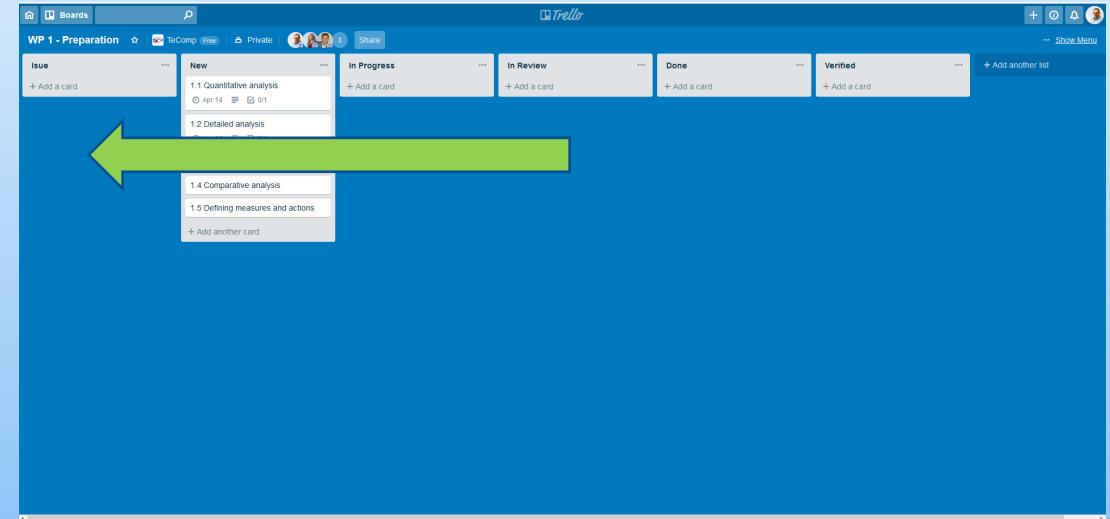 Boards
Trello
WP 1 - Preparation TeComp Free Private 3 Share ... Show Menu
Isue ...
+ Add a card
New ...
1.1 Quantitative analysis
Apr 14 0/1
1.2 Detailed analysis
1.4 Comparative analysis
1.5 Defining measures and actions
+ Add another card
In Progress ...
+ Add a card
In Review ...
+ Add a card
Done ...
+ Add a card
Verified ...
+ Add a card
+ Add another list